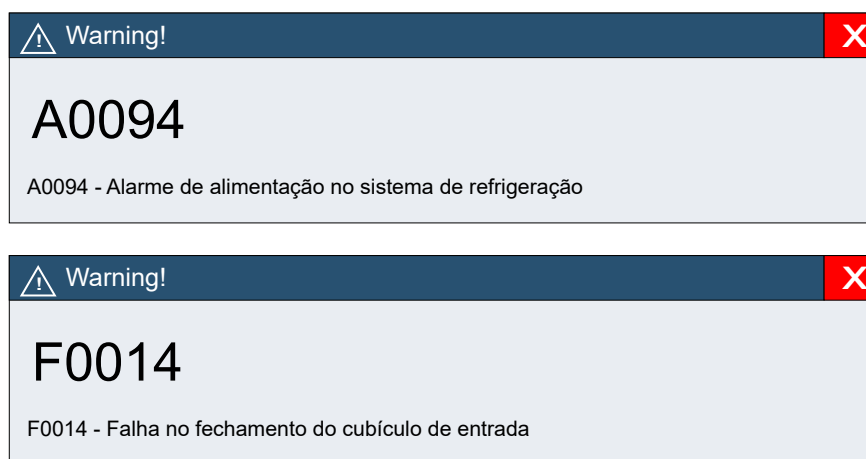 Warning!
X
A0094
A0094 - Alarme de alimentação no sistema de refrigeração
Warning!
X
F0014
F0014 - Falha no fechamento do cubículo de entrada